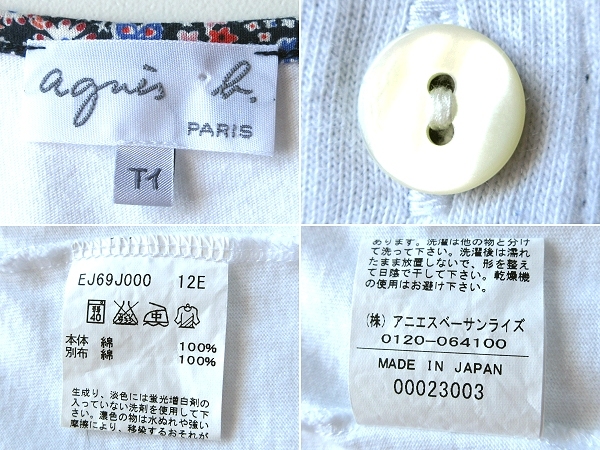 agnès b.
PARIS
T1
EJ69J000 12E
40
中
本体 綿 100%
別布 綿 100%
生成り、淡色には蛍光増白剤の
入っていない洗剤を使用して下
さい。濃色の物は水ぬれや強い
摩擦により、移染するおそれが
あります。洗濯は他の物と分け
て洗って下さい。洗濯後は濡れ
たまま放置しないで、形を整え
て日陰で干して下さい。乾燥機
の使用はお避け下さい。
(株) アニエスベーサンライズ
0120-064100
MADE IN JAPAN
00023003